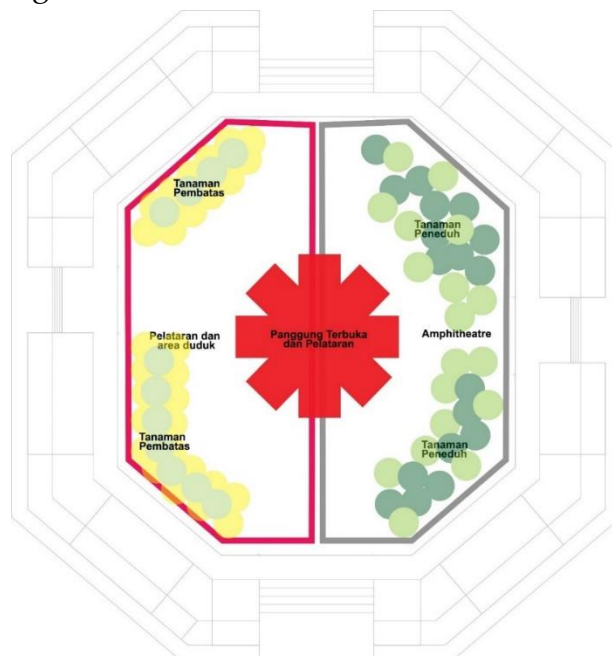 Tanaman
Pembatas
Tanaman
Peneduh
Pelataran dan
area duduk
Panggung Terbuka
dan Pelataran
Amphitheatre
Tanaman
Pembatas
Tanaman
Peneduh